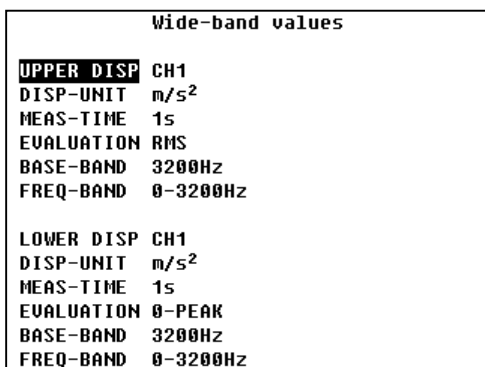 Wide-band values
UPPER DISP CH1
DISP-UNIT m/s²
MEAS-TIME 1s
EVALUATION RMS
BASE-BAND 3200Hz
FREQ-BAND 0-3200Hz
LOWER DISP CH1
DISP-UNIT m/s²
MEAS-TIME 1s
EVALUATION 0-PEAK
BASE-BAND 3200Hz
FREQ-BAND 0-3200Hz